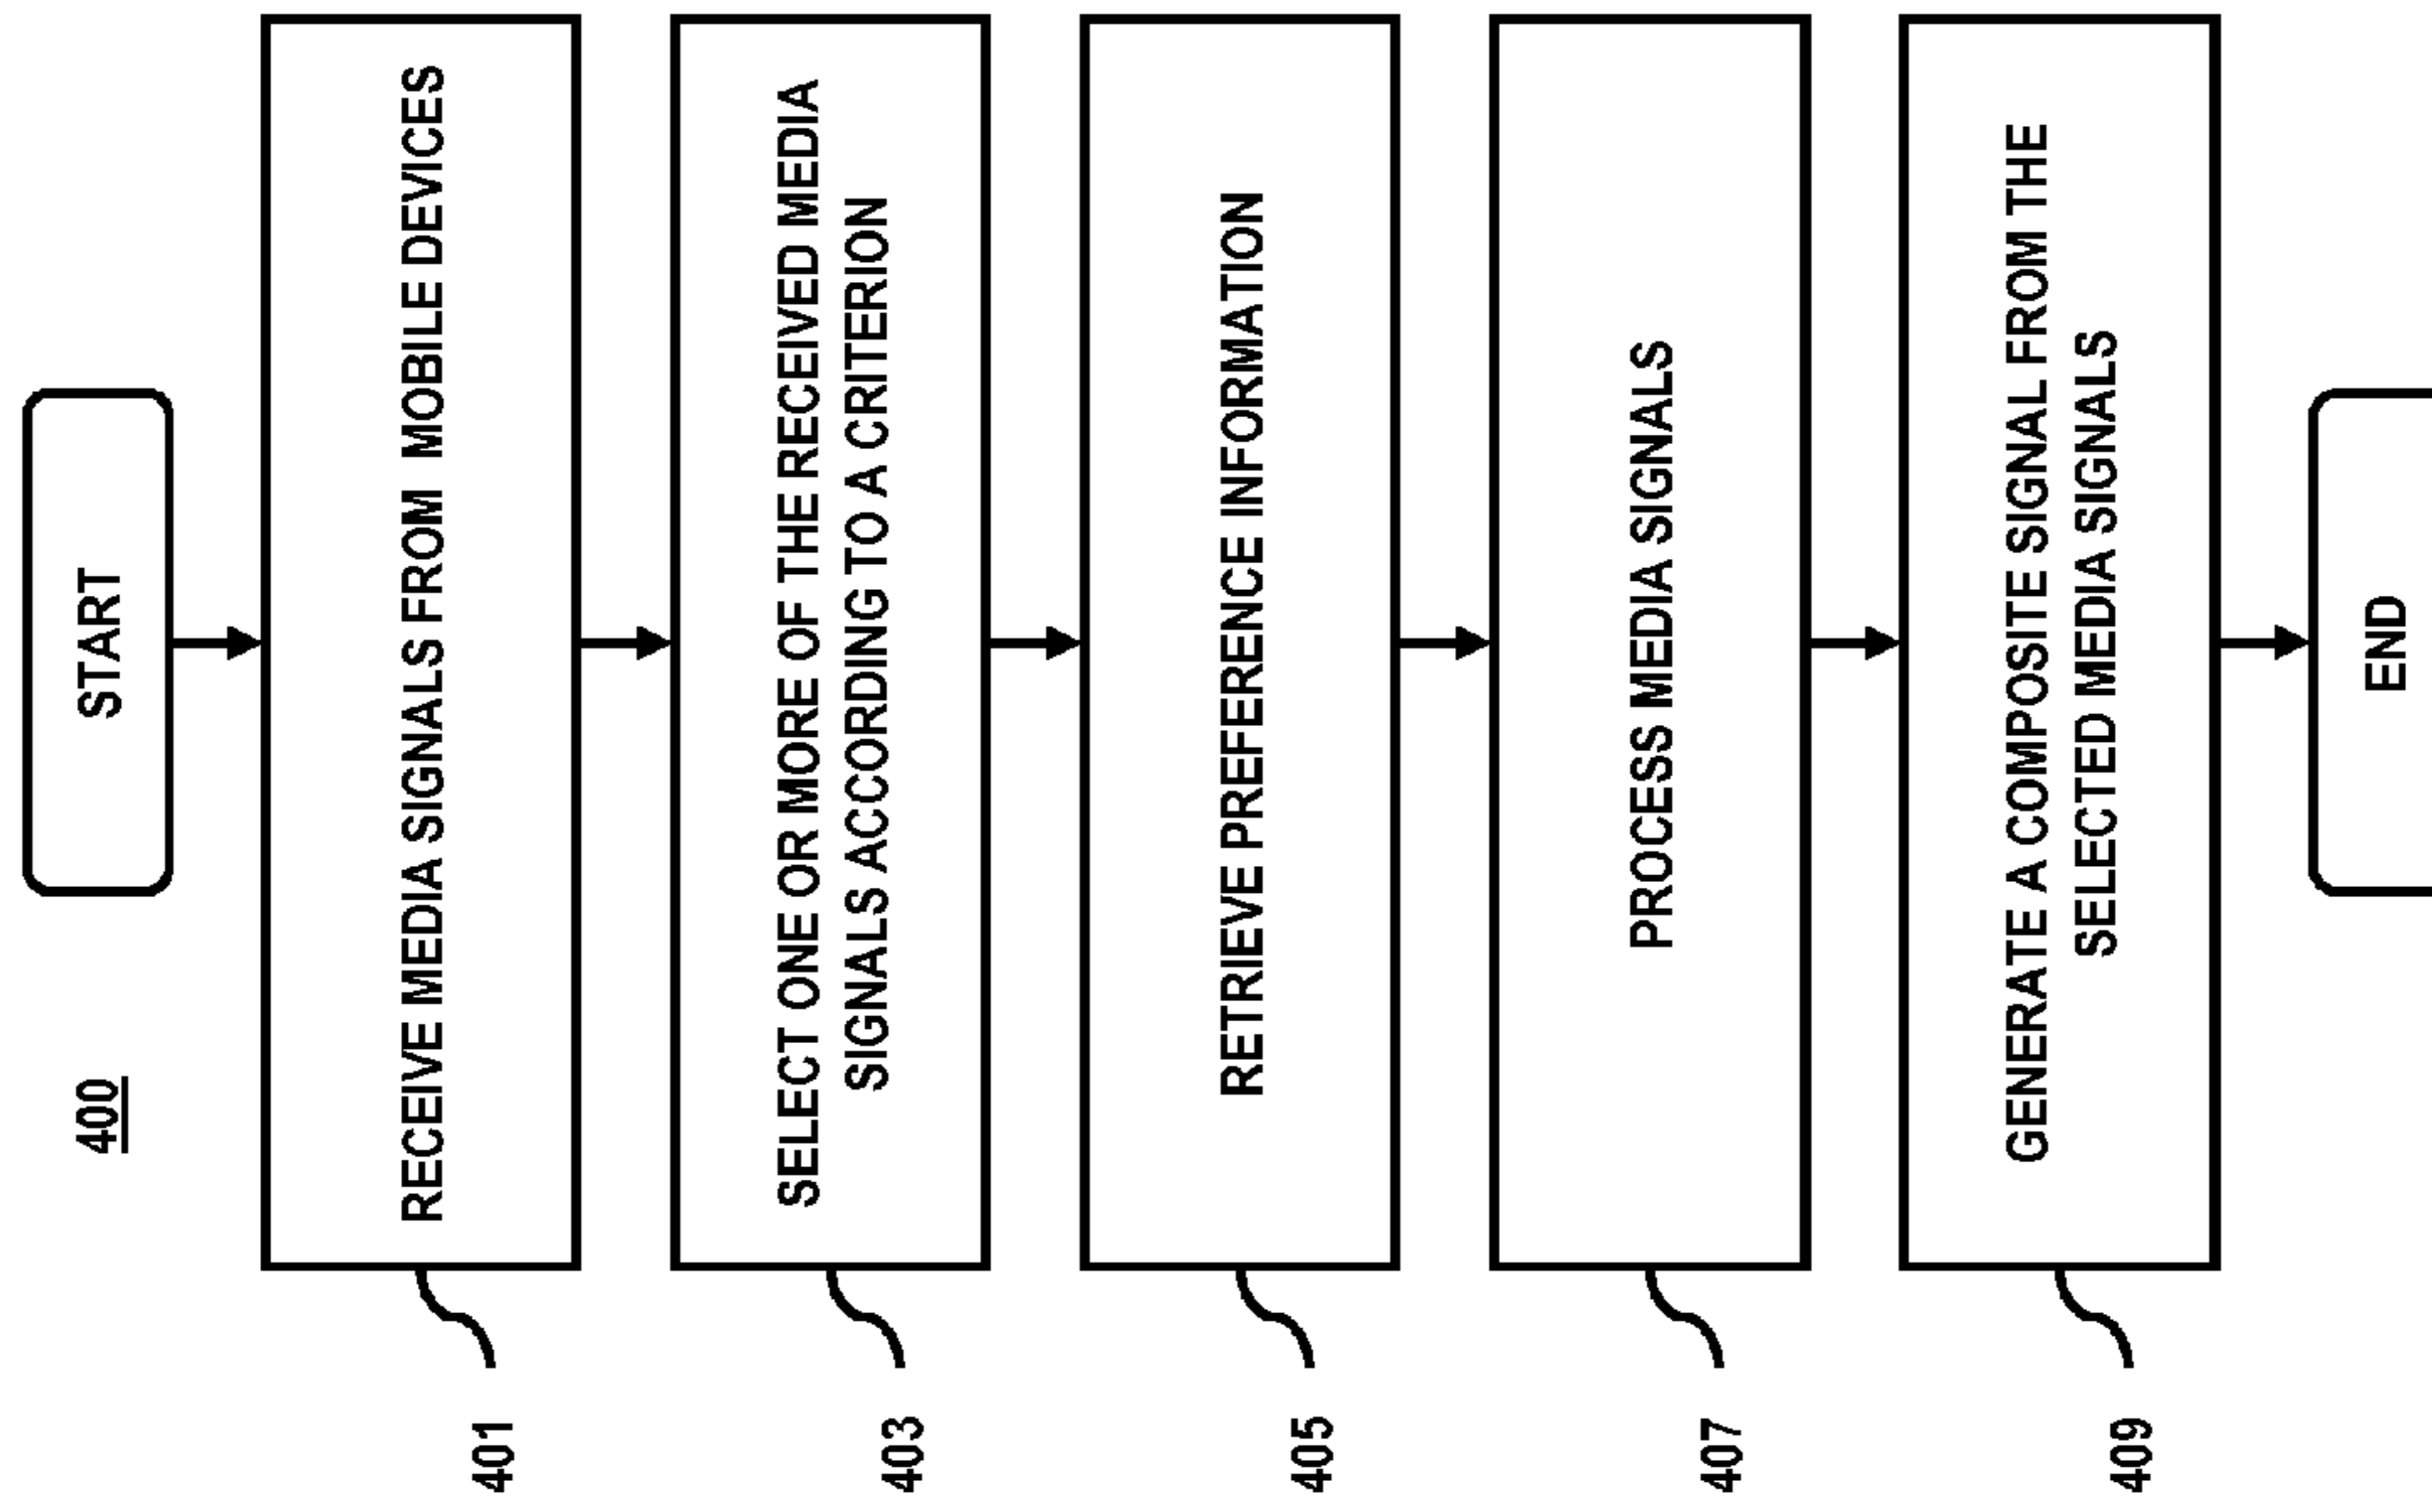 400
START
401
RECEIVE MEDIA SIGNALS FROM MOBILE DEVICES
403
SELECT ONE OR MORE OF THE RECEIVED MEDIA
SIGNALS ACCORDING TO A CRITERION
405
RETRIEVE PREFERENCE INFORMATION
407
PROCESS MEDIA SIGNALS
409
GENERATE A COMPOSITE SIGNAL FROM THE
SELECTED MEDIA SIGNALS
END